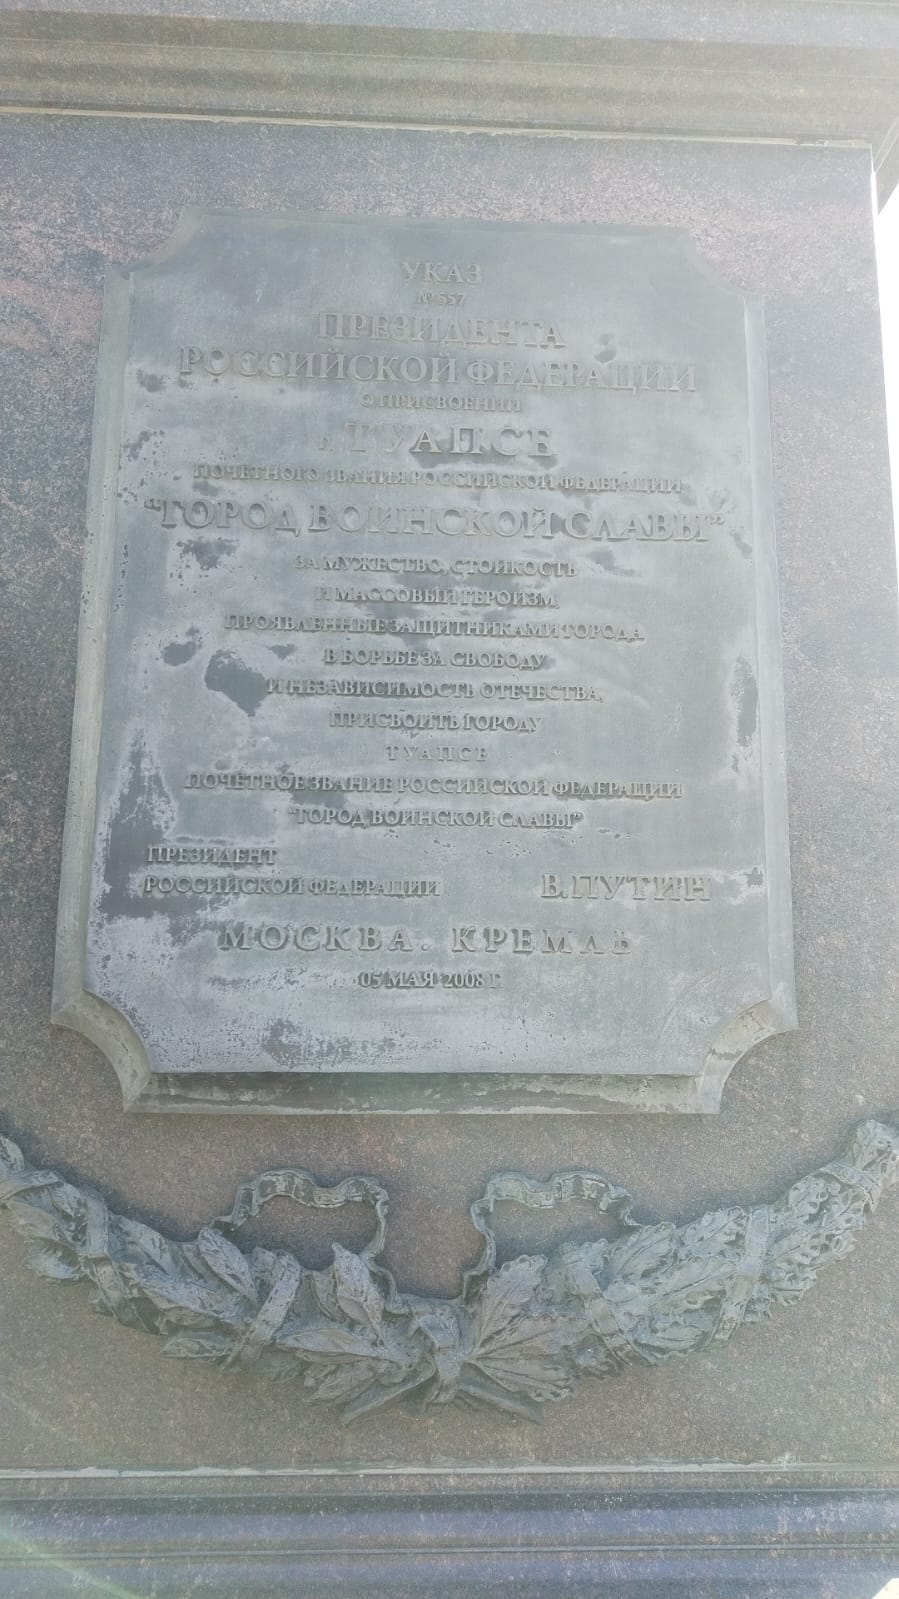 УКАЗ
№ 557
ПРЕЗИДЕНТА
РОССИЙСКОЙ ФЕДЕРАЦИИ
О ПРИСВОЕНИИ
г. ТУАПСЕ
ПОЧЁТНОГО ЗВАНИЯ РОССИЙСКОЙ ФЕДЕРАЦИИ
“ГОРОД ВОИНСКОЙ СЛАВЫ”
ЗА МУЖЕСТВО, СТОЙКОСТЬ
И МАССОВЫЙ ГЕРОИЗМ,
ПРОЯВЛЕННЫЕ ЗАЩИТНИКАМИ ГОРОДА
В БОРЬБЕ ЗА СВОБОДУ
И НЕЗАВИСИМОСТЬ ОТЕЧЕСТВА,
ПРИСВОИТЬ ГОРОДУ
ТУАПСЕ
ПОЧЁТНОЕ ЗВАНИЕ РОССИЙСКОЙ ФЕДЕРАЦИИ
“ГОРОД ВОИНСКОЙ СЛАВЫ”
ПРЕЗИДЕНТ
РОССИЙСКОЙ ФЕДЕРАЦИИ В. ПУТИН
МОСКВА. КРЕМЛЬ
05 МАЯ 2008 Г.